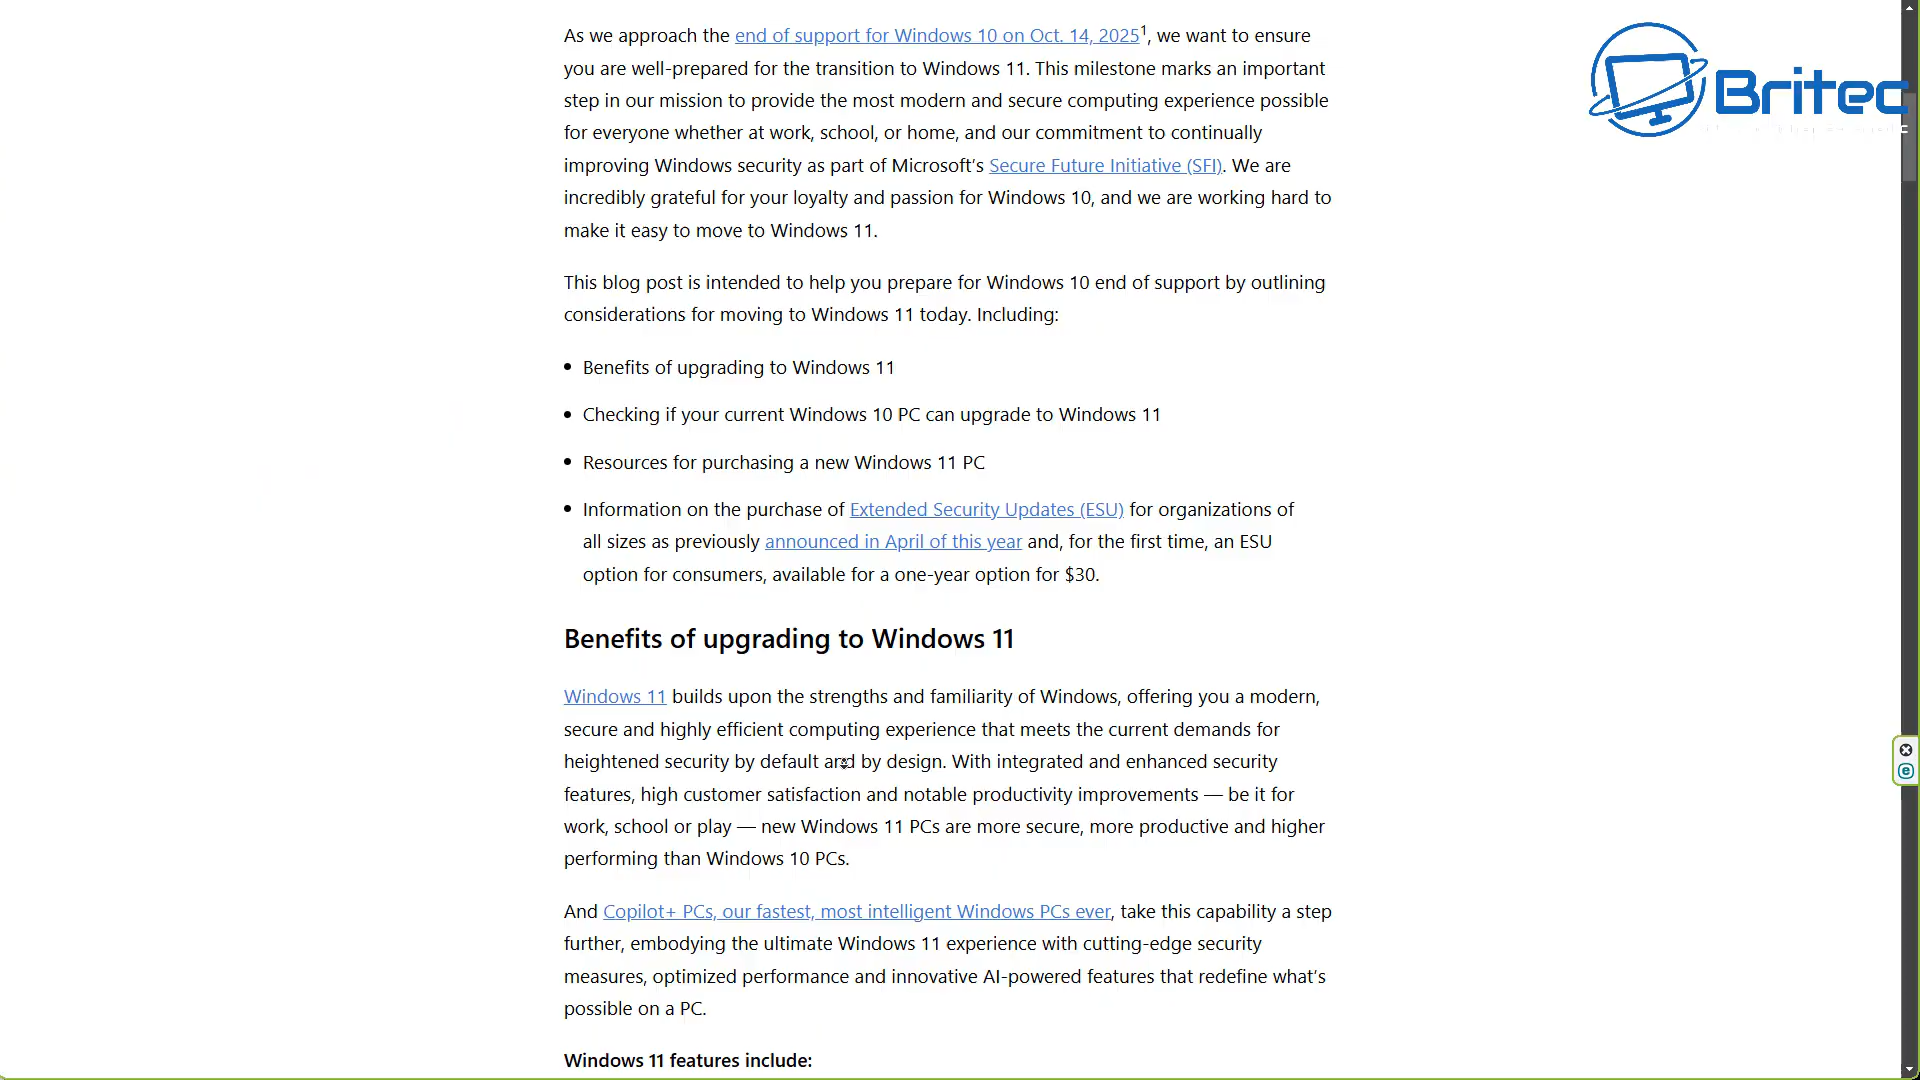 As we approach the end of support for Windows 10 on Oct. 14, 2025¹, we want to ensure
you are well-prepared for the transition to Windows 11. This milestone marks an important
step in our mission to provide the most modern and secure computing experience possible
for everyone whether at work, school, or home, and our commitment to continually
improving Windows security as part of Microsoft's Secure Future Initiative (SFI). We are
incredibly grateful for your loyalty and passion for Windows 10, and we are working hard to
make it easy to move to Windows 11.
Britec
This blog post is intended to help you prepare for Windows 10 end of support by outlining
considerations for moving to Windows 11 today. Including:
• Benefits of upgrading to Windows 11
• Checking if your current Windows 10 PC can upgrade to Windows 11
• Resources for purchasing a new Windows 11 PC
• Information on the purchase of Extended Security Updates (ESU) for organizations of
all sizes as previously announced in April of this year and, for the first time, an ESU
option for consumers, available for a one-year option for $30.
Benefits of upgrading to Windows 11
Windows 11 builds upon the strengths and familiarity of Windows, offering you a modern,
secure and highly efficient computing experience that meets the current demands for
heightened security by default and by design. With integrated and enhanced security
features, high customer satisfaction and notable productivity improvements — be it for
work, school or play — new Windows 11 PCs are more secure, more productive and higher
performing than Windows 10 PCs.
And Copilot+ PCs, our fastest, most intelligent Windows PCs ever, take this capability a step
further, embodying the ultimate Windows 11 experience with cutting-edge security
measures, optimized performance and innovative AI-powered features that redefine what's
possible on a PC.
Windows 11 features include: